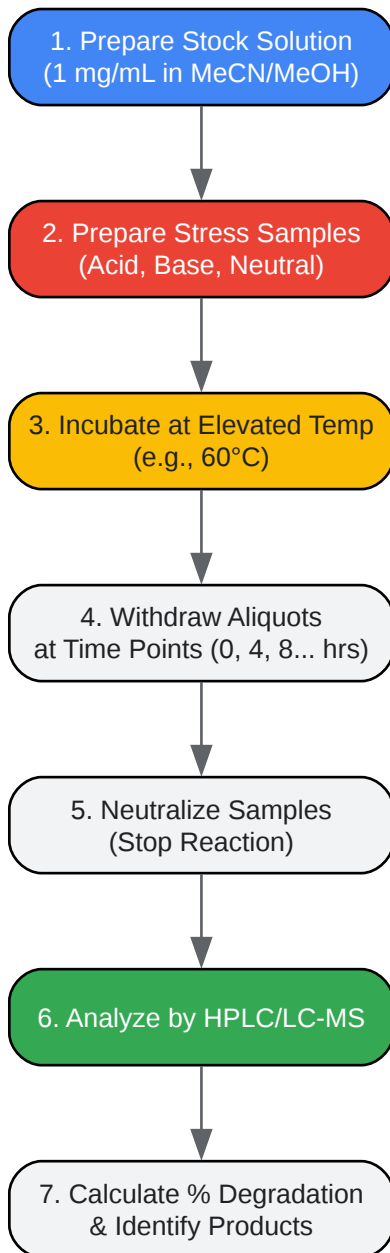 1. Prepare Stock Solution
(1 mg/mL in MeCN/MeOH)
2. Prepare Stress Samples
(Acid, Base, Neutral)
3. Incubate at Elevated Temp
(e.g., 60°C)
4. Withdraw Aliquots
at Time Points (0, 4, 8... hrs)
5. Neutralize Samples
(Stop Reaction)
6. Analyze by HPLC/LC-MS
7. Calculate % Degradation
& Identify Products